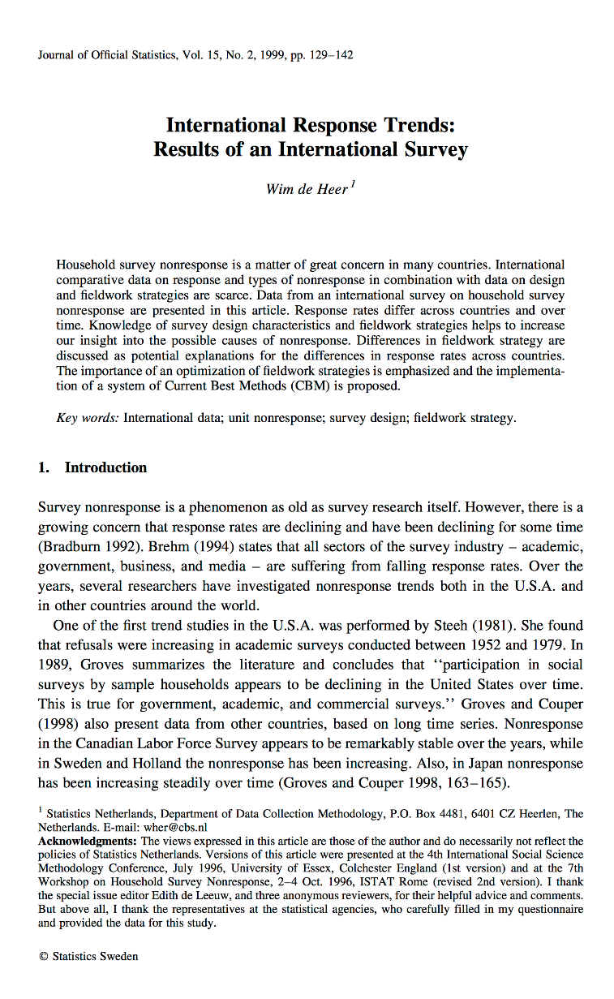 Journal of Official Statistics, Vol. 15, No. 2, 1999, pp. 129–142
International Response Trends:
Results of an International Survey
Wim de Heer 1
Household survey nonresponse is a matter of great concern in many countries. International
comparative data on response and types of nonresponse in combination with data on design
and fieldwork strategies are scarce. Data from an international survey on household survey
nonresponse are presented in this article. Response rates differ across countries and over
time. Knowledge of survey design characteristics and fieldwork strategies helps to increase
our insight into the possible causes of nonresponse. Differences in fieldwork strategy are
discussed as potential explanations for the differences in response rates across countries.
The importance of an optimization of fieldwork strategies is emphasized and the implementa-
tion of a system of Current Best Methods (CBM) is proposed.
Key words: International data; unit nonresponse; survey design; fieldwork strategy.
1. Introduction
Survey nonresponse is a phenomenon as old as survey research itself. However, there is a
growing concern that response rates are declining and have been declining for some time
(Bradburn 1992). Brehm (1994) states that all sectors of the survey industry – academic,
government, business, and media – are suffering from falling response rates. Over the
years, several researchers have investigated nonresponse trends both in the U.S.A. and
in other countries around the world.
One of the first trend studies in the U.S.A. was performed by Steeh (1981). She found
that refusals were increasing in academic surveys conducted between 1952 and 1979. In
1989, Groves summarizes the literature and concludes that ‘‘participation in social
surveys by sample households appears to be declining in the United States over time.
This is true for government, academic, and commercial surveys.’’ Groves and Couper
(1998) also present data from other countries, based on long time series. Nonresponse
in the Canadian Labor Force Survey appears to be remarkably stable over the years, while
in Sweden and Holland the nonresponse has been increasing. Also, in Japan nonresponse
has been increasing steadily over time (Groves and Couper 1998, 163–165).
1 Statistics Netherlands, Department of Data Collection Methodology, P.O. Box 4481, 6401 CZ Heerlen, The
Netherlands. E-mail: wher@cbs.nl
Acknowledgments: The views expressed in this article are those of the author and do necessarily not reflect the
policies of Statistics Netherlands. Versions of this article were presented at the 4th International Social Science
Methodology Conference, July 1996, University of Essex, Colchester England (1st version) and at the 7th
Workshop on Household Survey Nonresponse, 2–4 Oct. 1996, ISTAT Rome (revised 2nd version). I thank
the special issue editor Edith de Leeuw, and three anonymous reviewers, for their helpful advice and comments.
But above all, I thank the representatives at the statistical agencies, who carefully filled in my questionnaire
and provided the data for this study.
© Statistics Sweden